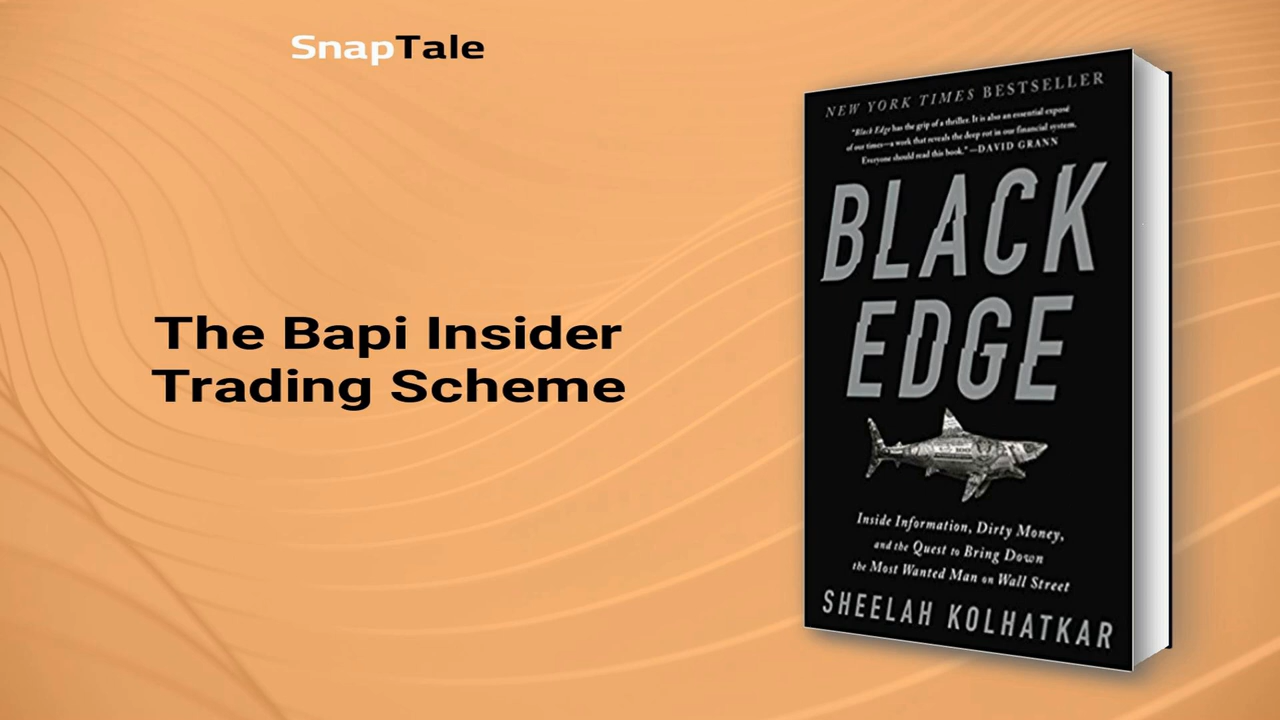 SnapTale
The Bapi Insider
Trading Scheme
NEW YORK TIMES BESTSELLER
"Black Edge has the grip of a thriller. It is also an essential exposé
of our times—a work that reveals the deep rot in our financial system.
Everyone should read this book."—DAVID GRANN
BLACK
EDGE
Inside Information, Dirty Money,
and the Quest to Bring Down
the Most Wanted Man on Wall Street
SHEELAH KOLHATKAR